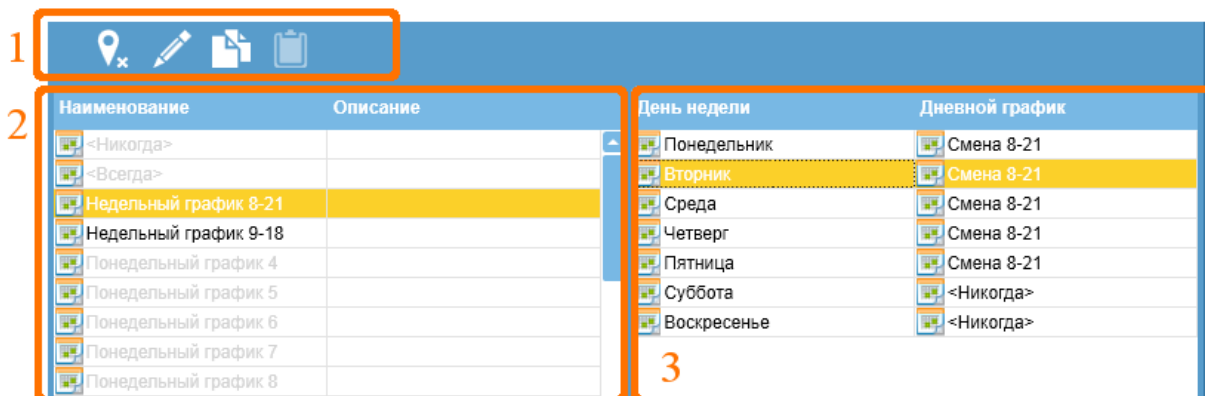 1
2
Наименование Описание
<Никогда>
<Всегда>
Недельный график 8-21
Недельный график 9-18
Понедельный график 4
Понедельный график 5
Понедельный график 6
Понедельный график 7
Понедельный график 8
День недели Дневной график
Понедельник Смена 8-21
Вторник Смена 8-21
Среда Смена 8-21
Четверг Смена 8-21
Пятница Смена 8-21
Суббота <Никогда>
Воскресенье <Никогда>
3